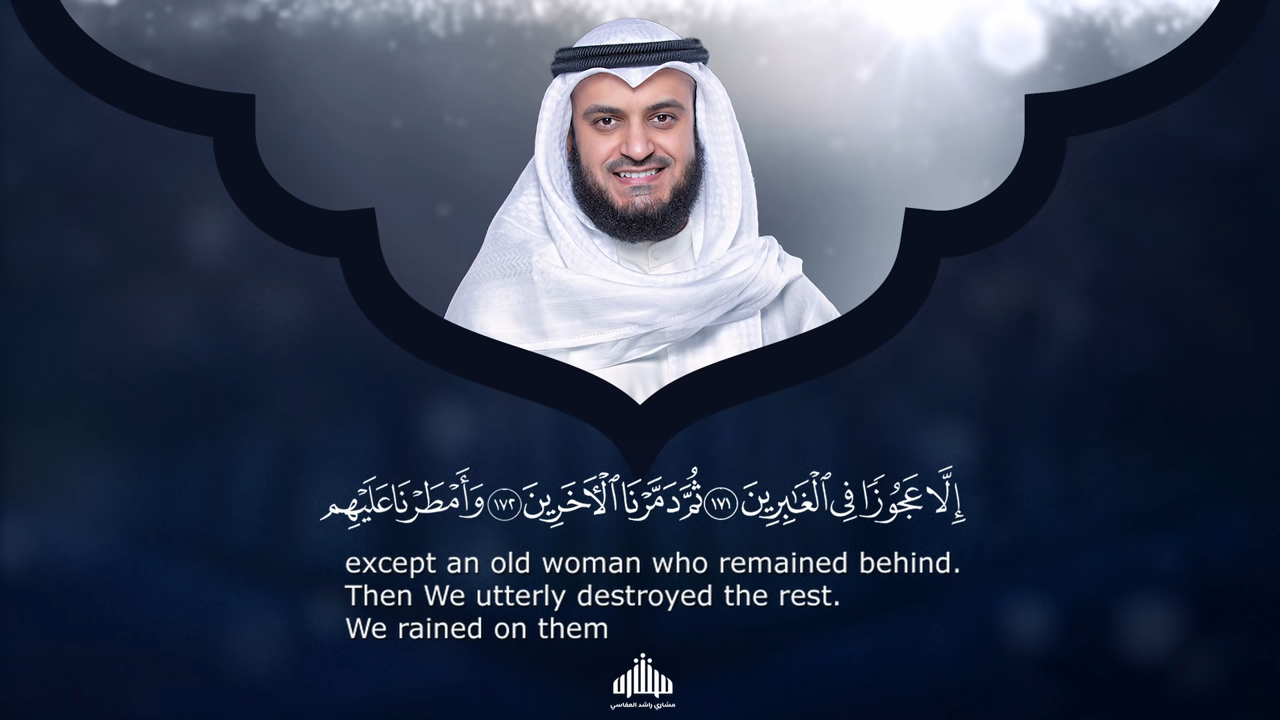 إِلَّا عَجُوزًا فِي ٱلْغَٰبِرِينَ ١٧١ ثُمَّ دَمَّرْنَا ٱلْأَخَرِينَ ١٧٢ وَأَمْطَرْنَا عَلَيْهِم
except an old woman who remained behind.
Then We utterly destroyed the rest.
We rained on them
مشاري راشد العفاسي